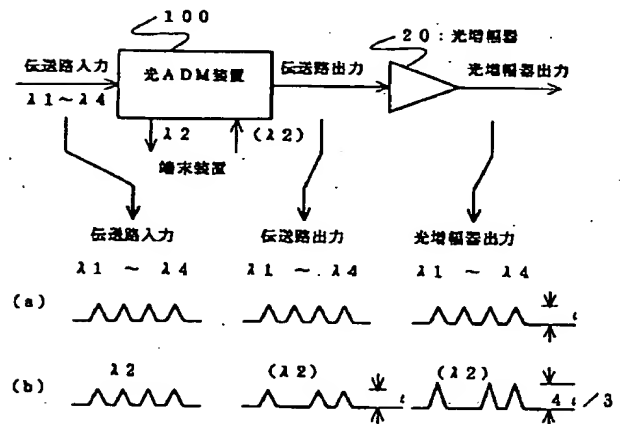 100
20:光増幅器
伝送路入力
光ADM装置
伝送路出力
光増幅器出力
λ1~λ4
λ2
(λ2)
端末装置
伝送路入力
伝送路出力
光増幅器出力
λ1 ~ λ4
λ1 ~ λ4
λ1 ~ λ4
(a)
λ2
(λ2)
(λ2)
(b)
4
/3